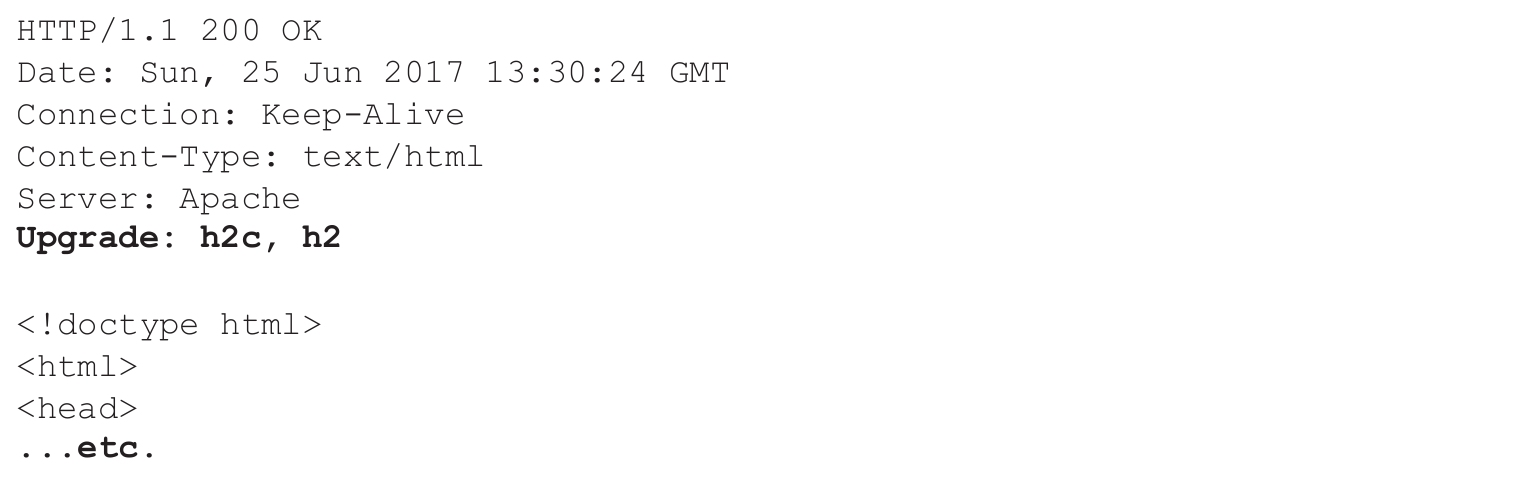 HTTP/1.1 200 OK
Date: Sun, 25 Jun 2017 13:30:24 GMT
Connection: Keep-Alive
Content-Type: text/html
Server: Apache
Upgrade: h2c, h2
<!doctype html>
<html>
<head>
...etc.